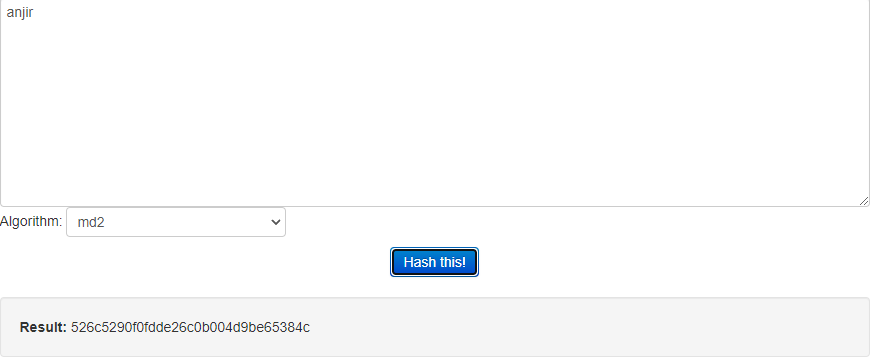 anjir
Algorithm: md2
Hash this!
Result: 526c5290f0fdde26c0b004d9be65384c